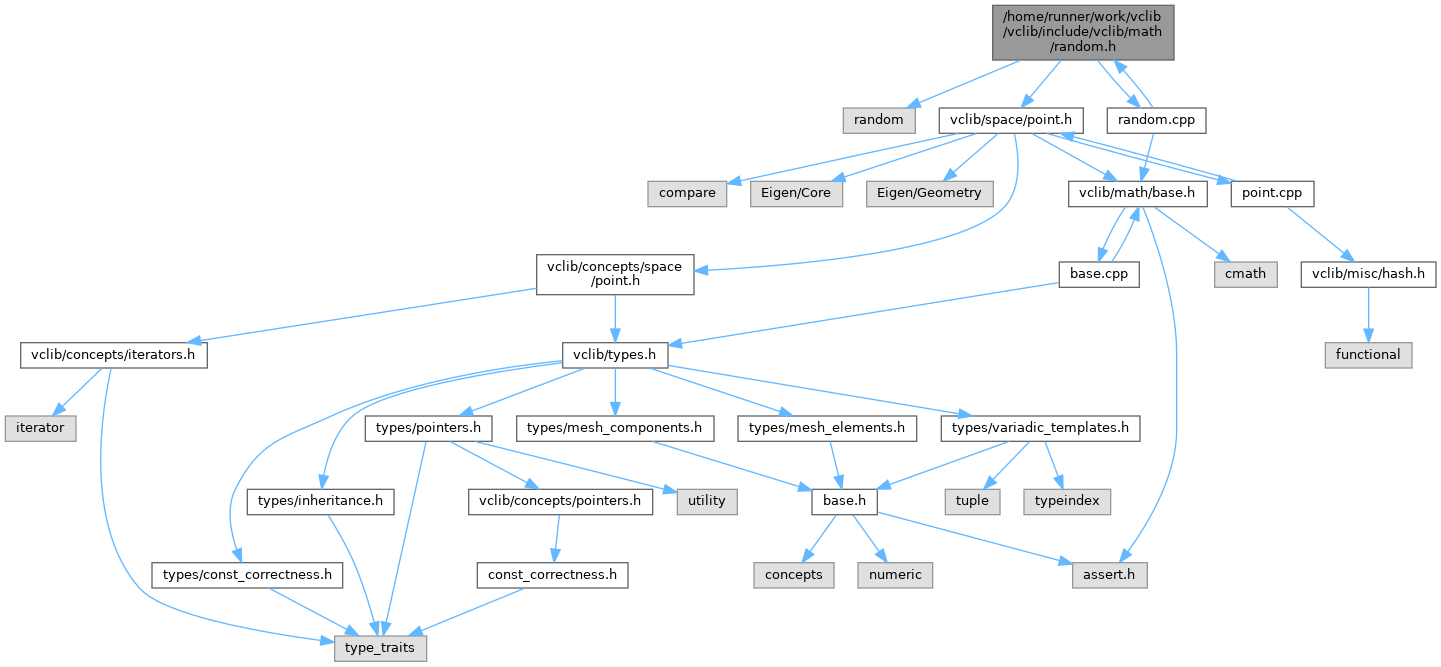 /home/runner/work/vclib
/vclib/include/vclib/math
/random.h
random
vclib/space/point.h
random.cpp
compare
Eigen/Core
Eigen/Geometry
vclib/math/base.h
point.cpp
vclib/concepts/space
/point.h
base.cpp
cmath
vclib/misc/hash.h
vclib/concepts/iterators.h
vclib/types.h
functional
iterator
types/pointers.h
types/mesh_components.h
types/mesh_elements.h
types/variadic_templates.h
types/inheritance.h
vclib/concepts/pointers.h
utility
base.h
tuple
typeindex
types/const_correctness.h
const_correctness.h
concepts
numeric
assert.h
type_traits